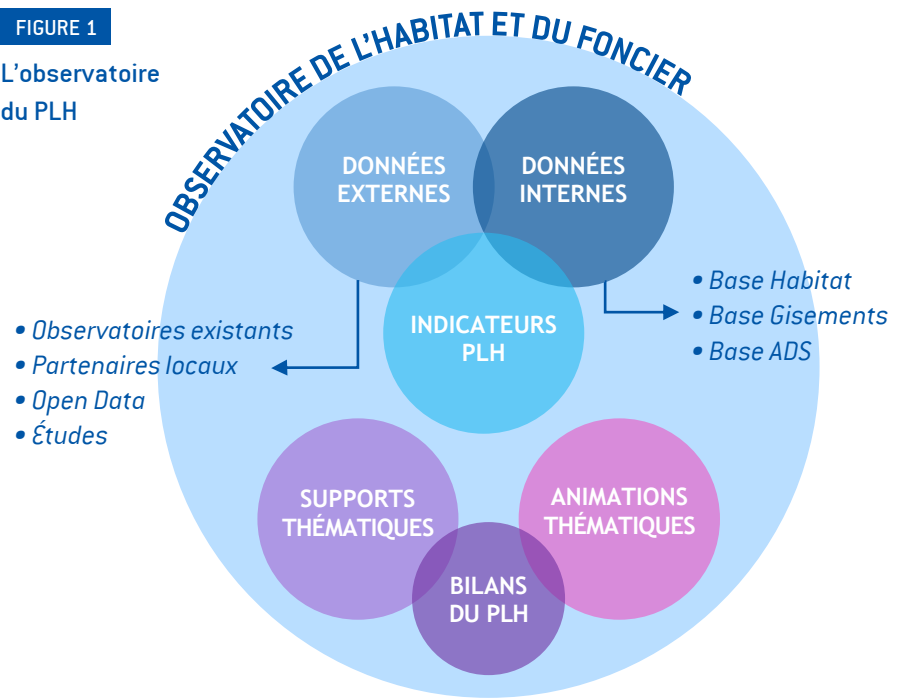 FIGURE 1
L'observatoire
du PLH
OBSERVATOIRE DE L'HABITAT ET DU FONCIER
DONNÉES
EXTERNES
DONNÉES
INTERNES
INDICATEURS
PLH
• Base Habitat
• Base Gisements
• Base ADS
• Observatoires existants
• Partenaires locaux
• Open Data
• Études
SUPPORTS
THÉMATIQUES
ANIMATIONS
THÉMATIQUES
BILANS
DU PLH